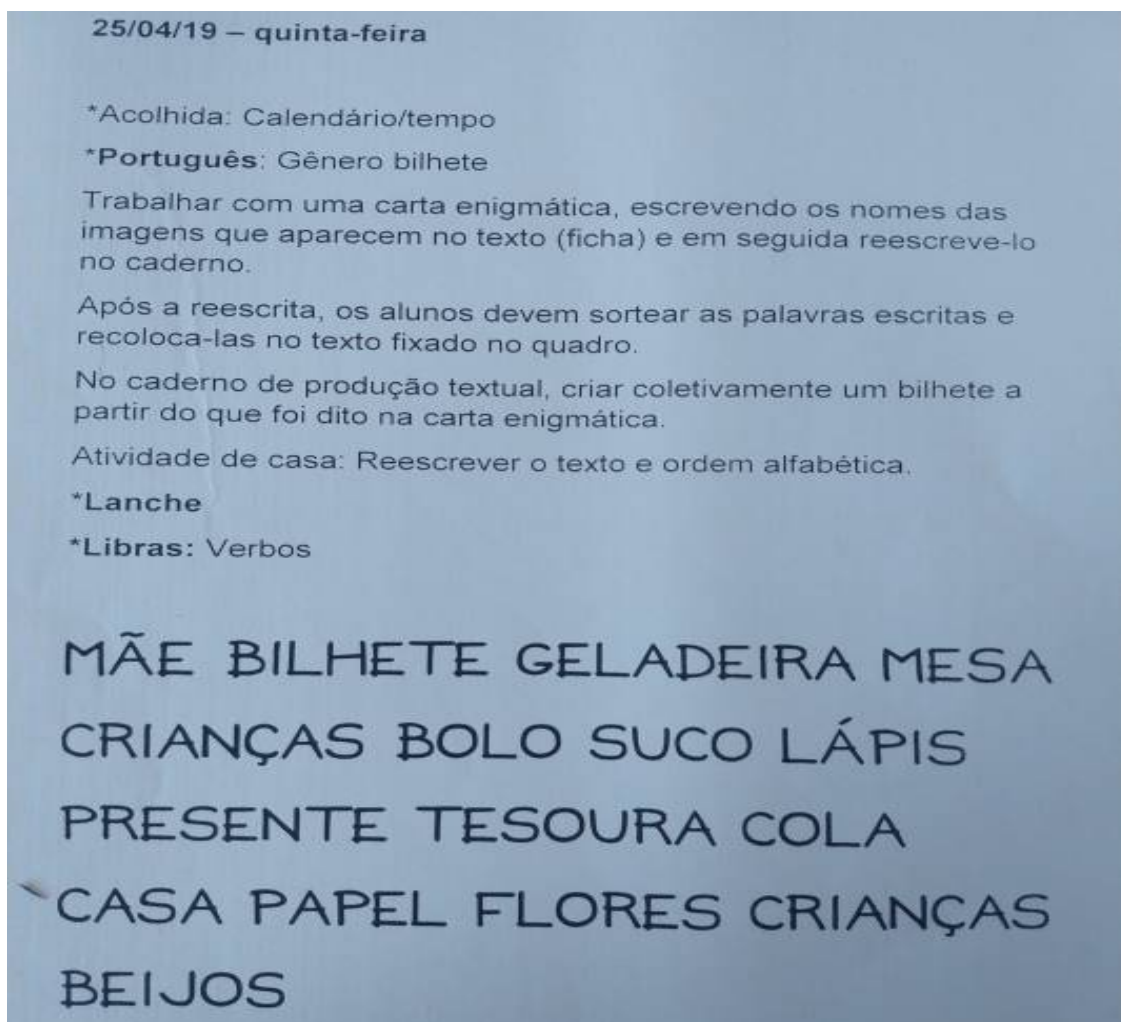 25/04/19 – quinta-feira
*Acolhida: Calendário/tempo
*Português: Gênero bilhete
Trabalhar com uma carta enigmática, escrevendo os nomes das
imagens que aparecem no texto (ficha) e em seguida reescreve-lo
no caderno.
Após a reescrita, os alunos devem sortear as palavras escritas e
recoloca-las no texto fixado no quadro.
No caderno de produção textual, criar coletivamente um bilhete a
partir do que foi dito na carta enigmática.
Atividade de casa: Reescrever o texto e ordem alfabética.
*Lanche
*Libras: Verbos
MÃE BILHETE GELADEIRA MESA
CRIANÇAS BOLO SUCO LÁPIS
PRESENTE TESOURA COLA
CASA PAPEL FLORES CRIANÇAS
BEIJOS